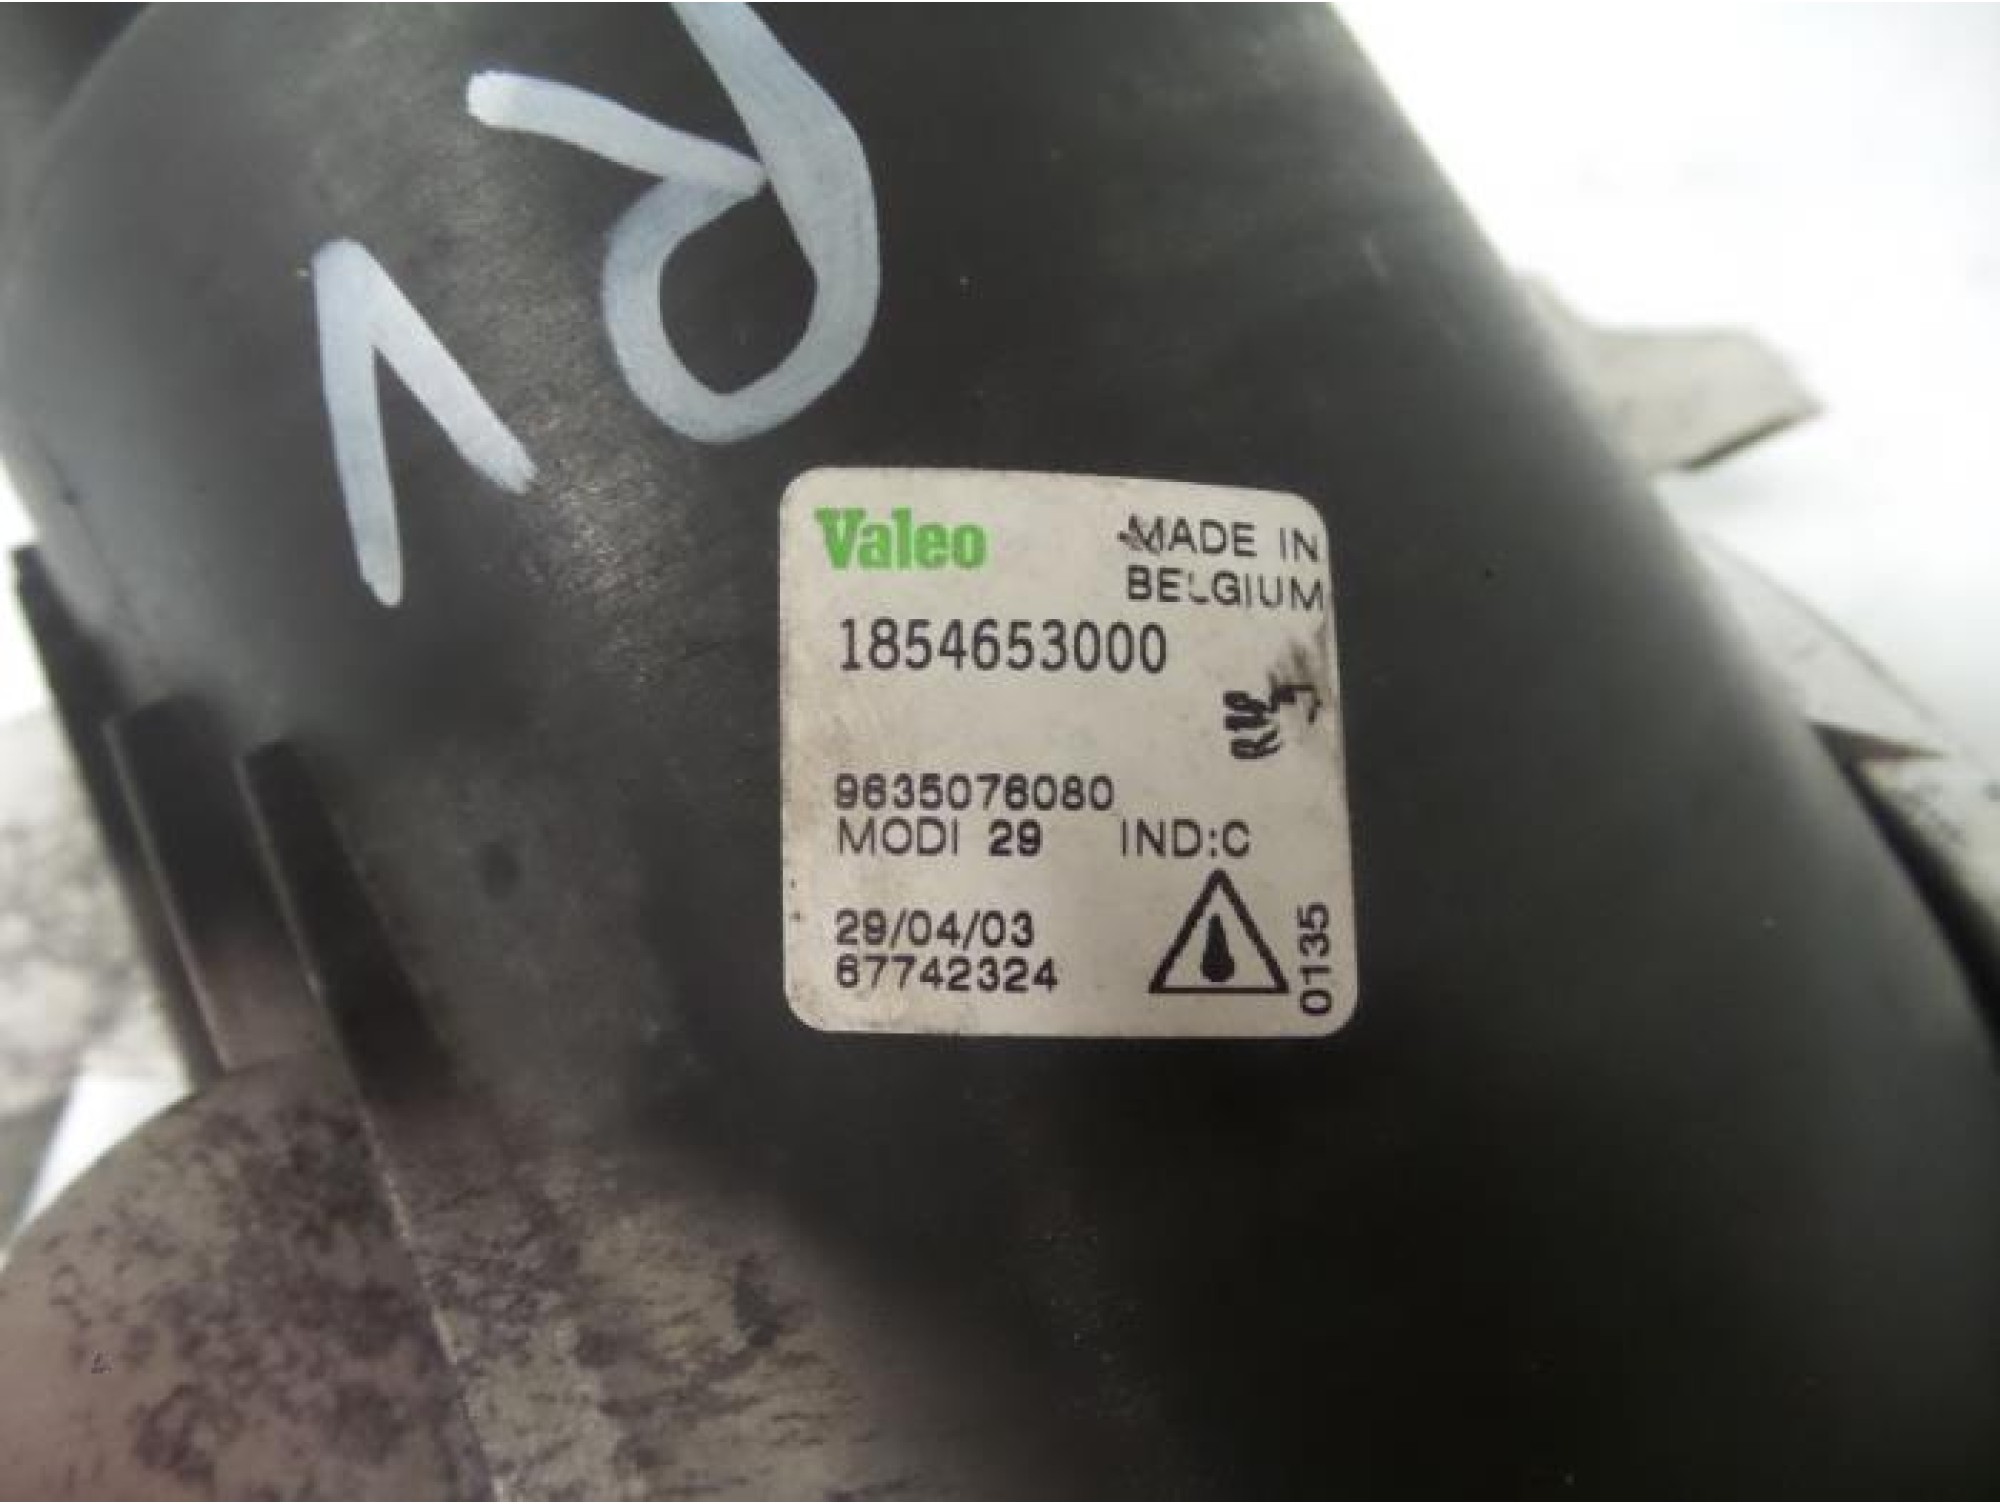 Valeo
MADE IN
BELGIUM
1854653000
9635076080
MODI 29 IND:C
29/04/03
67742324
0135